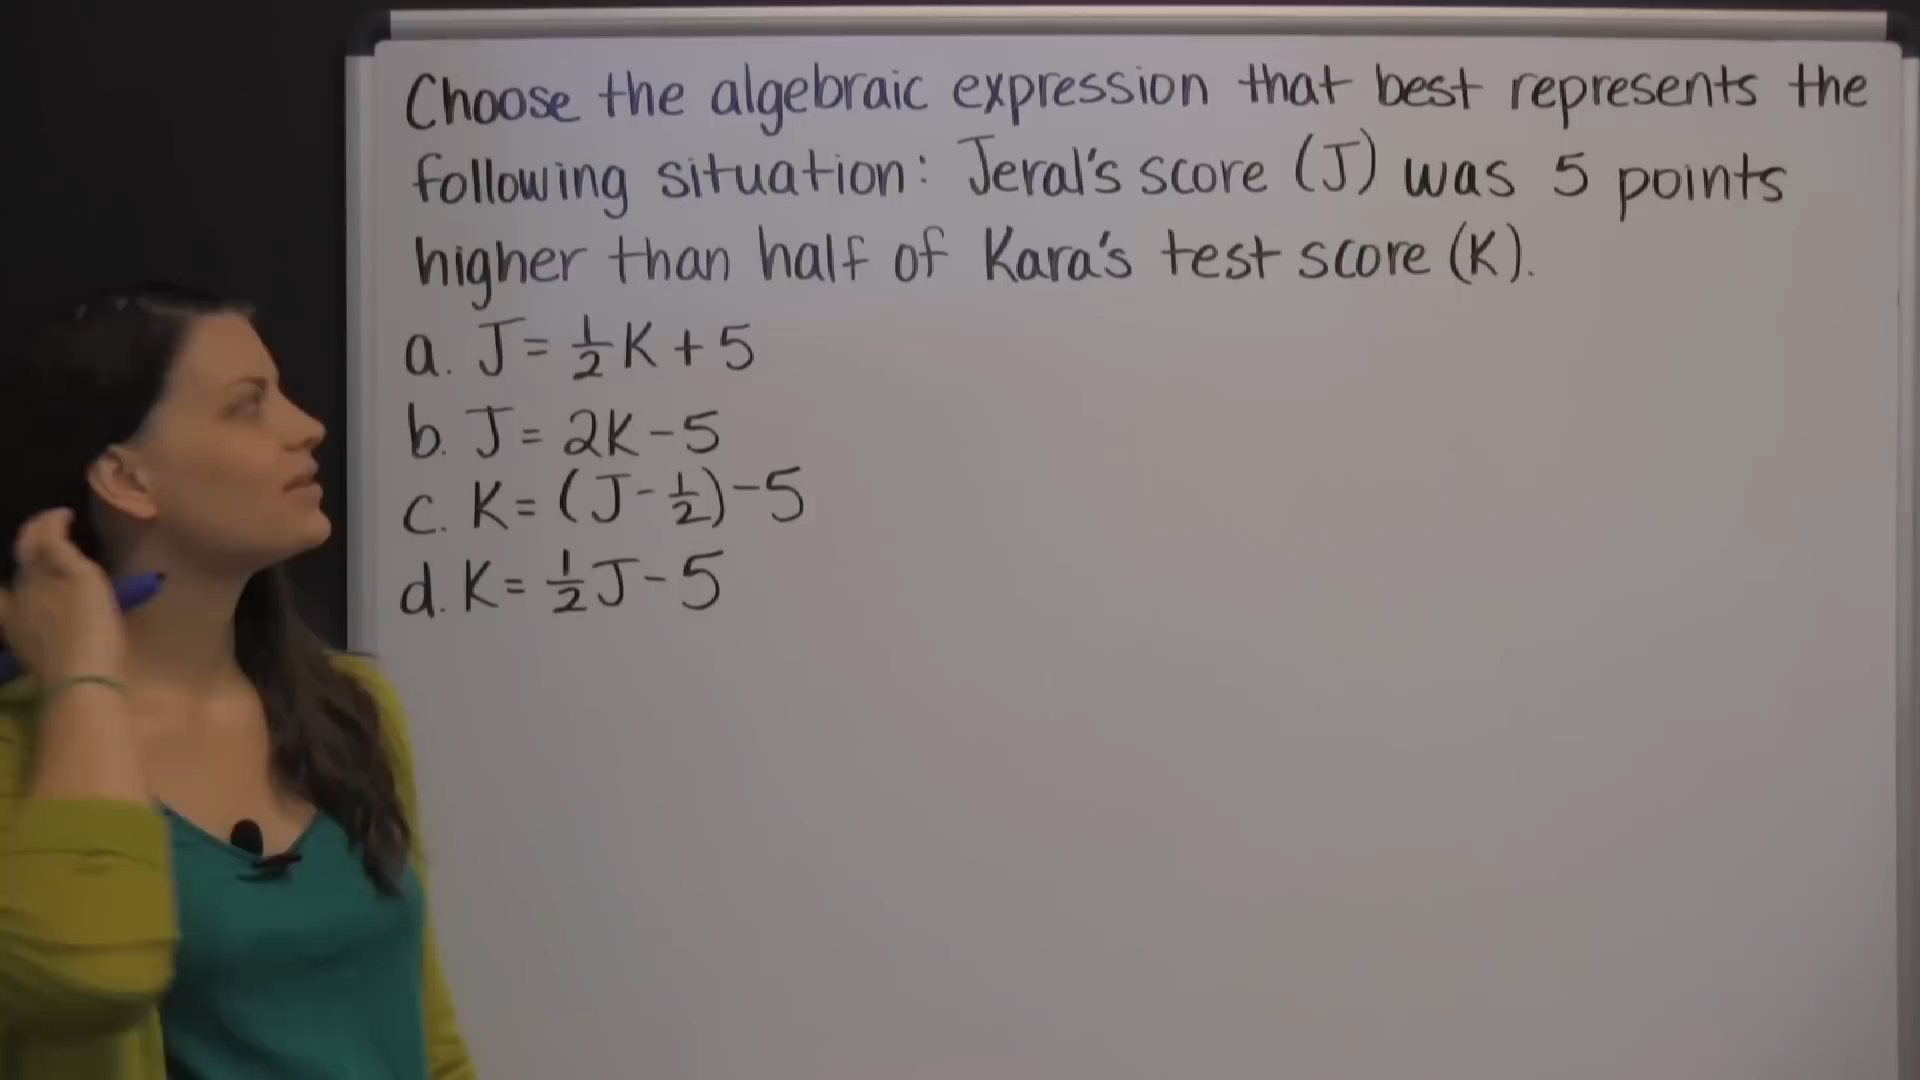 Choose the algebraic expression that best represents the
following situation: Jeral's score (J) was 5 points
higher than half of Kara's test score (K).
a. J = ½K + 5
b. J = 2K - 5
c. K = (J - ½) - 5
d. K = ½J - 5